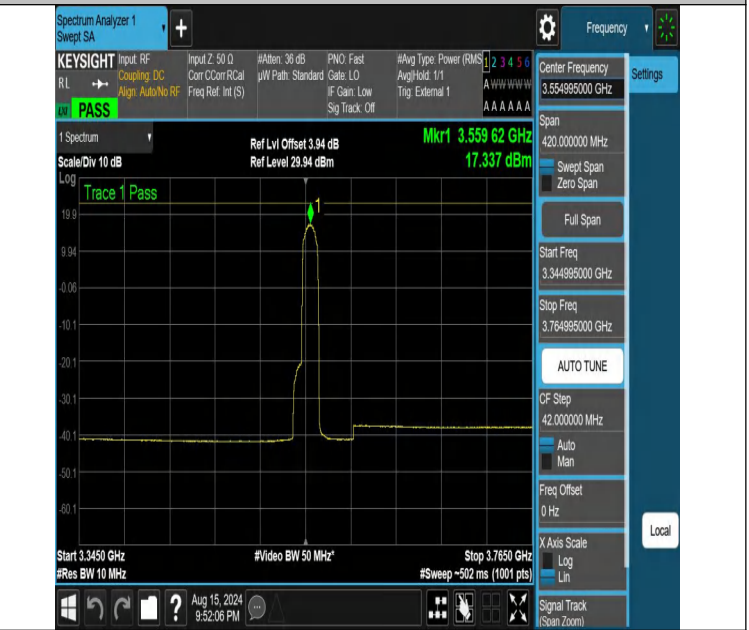 Spectrum Analyzer 1
Swept SA
+
Frequency
KEYSIGHT
RL
LXI
PASS
Input: RF
Coupling: DC
Align: Auto/No RF
Input Z: 50 Ω
Corr CCorr RCal
Freq Ref: Int (S)
#Atten: 36 dB
µW Path: Standard
PNO: Fast
Gate: LO
IF Gain: Low
Sig Track: Off
#Avg Type: Power (RMS
Avg|Hold: 1/1
Trig: External 1
1 2 3 4 5 6
A W W W W W
A A A A A A
1 Spectrum
Scale/Div 10 dB
Ref Lvl Offset 3.94 dB
Ref Level 29.94 dBm
Mkr1 3.559 62 GHz
17.337 dBm
Log
Trace 1 Pass
1
19.9
9.94
-0.06
-10.1
-20.1
-30.1
-40.1
-50.1
-60.1
Start 3.3450 GHz
#Res BW 10 MHz
#Video BW 50 MHz*
Stop 3.7650 GHz
#Sweep ~502 ms (1001 pts)
Center Frequency
3.554995000 GHz
Span
420.000000 MHz
Swept Span
Zero Span
Full Span
Start Freq
3.344995000 GHz
Stop Freq
3.764995000 GHz
AUTO TUNE
CF Step
42.000000 MHz
Auto
Man
Freq Offset
0 Hz
X Axis Scale
Log
Lin
Signal Track
(Span Zoom)
Settings
Local
?
Aug 15, 2024
9:52:06 PM